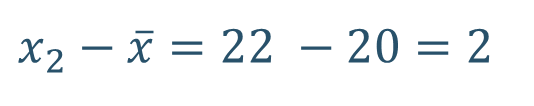 x₂ − x̄ = 22 − 20 = 2